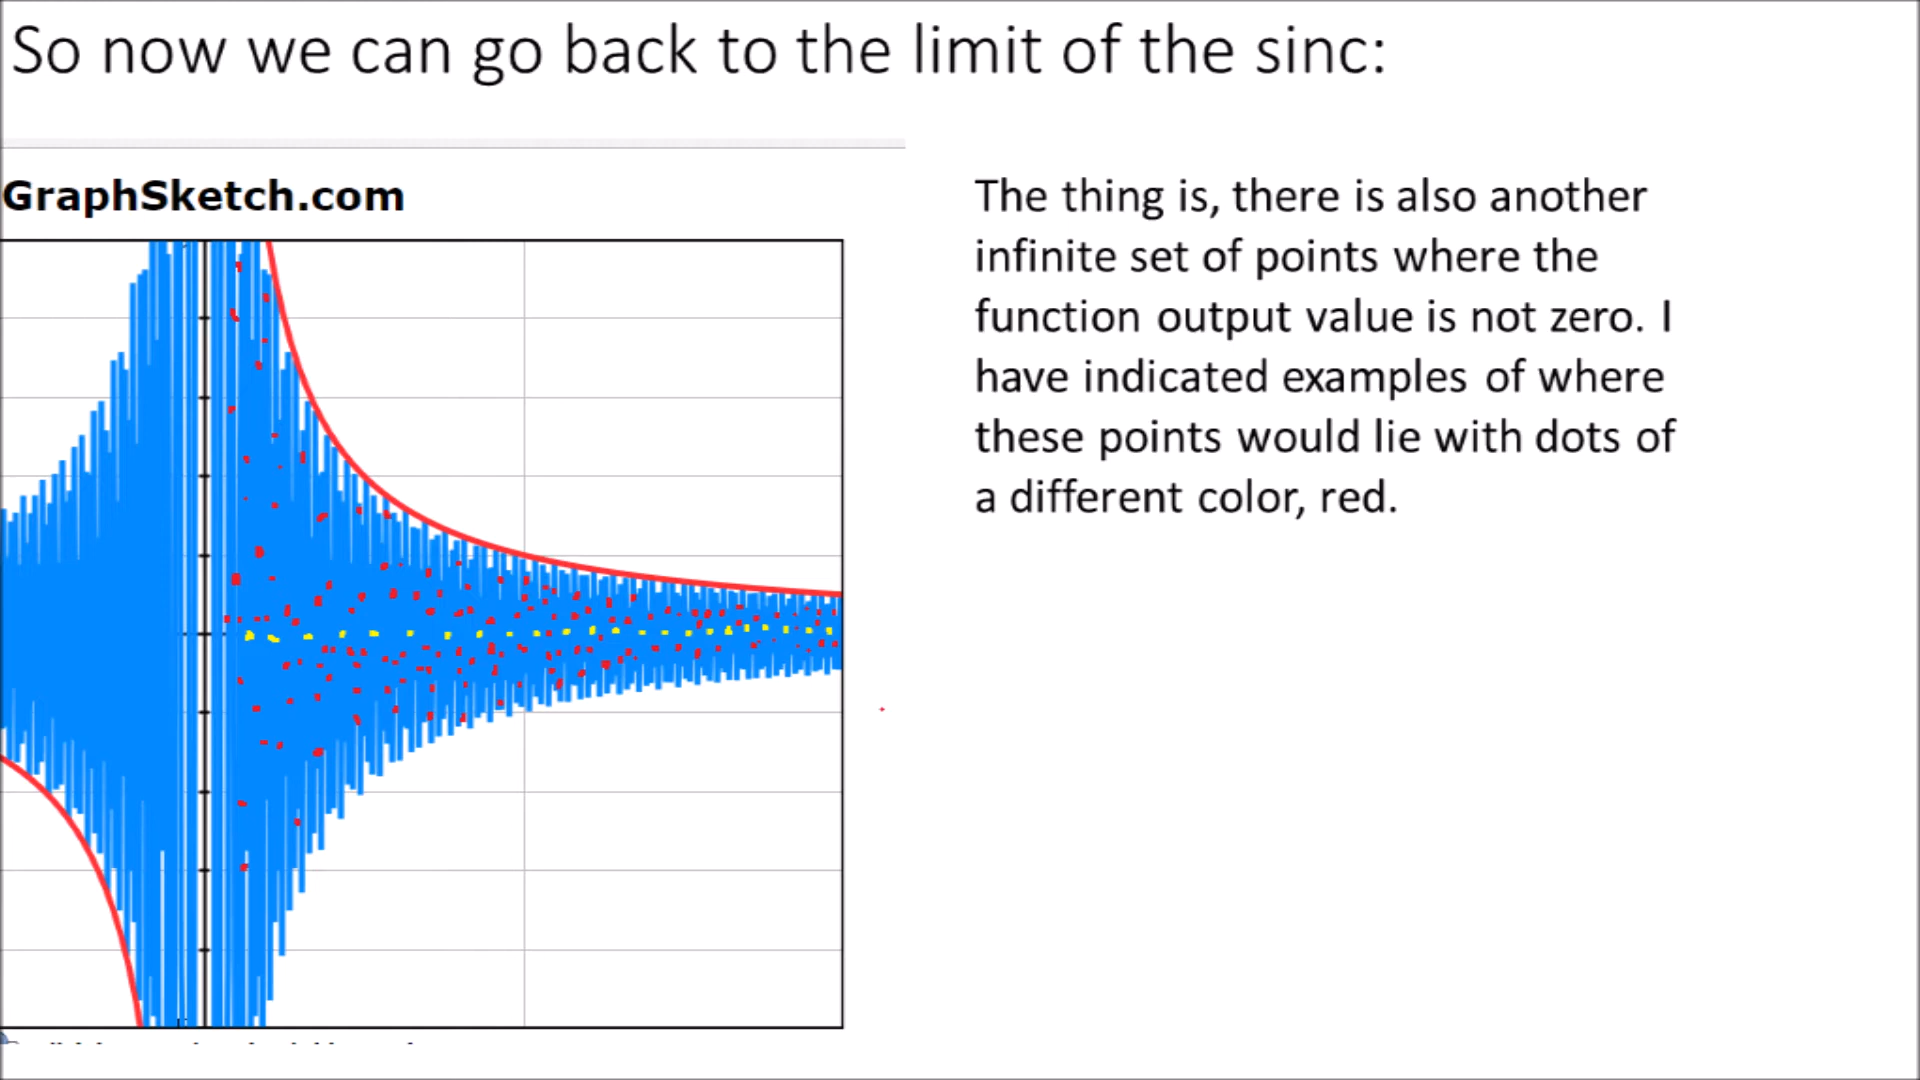 So now we can go back to the limit of the sinc:
GraphSketch.com
The thing is, there is also another
infinite set of points where the
function output value is not zero. I
have indicated examples of where
these points would lie with dots of
a different color, red.